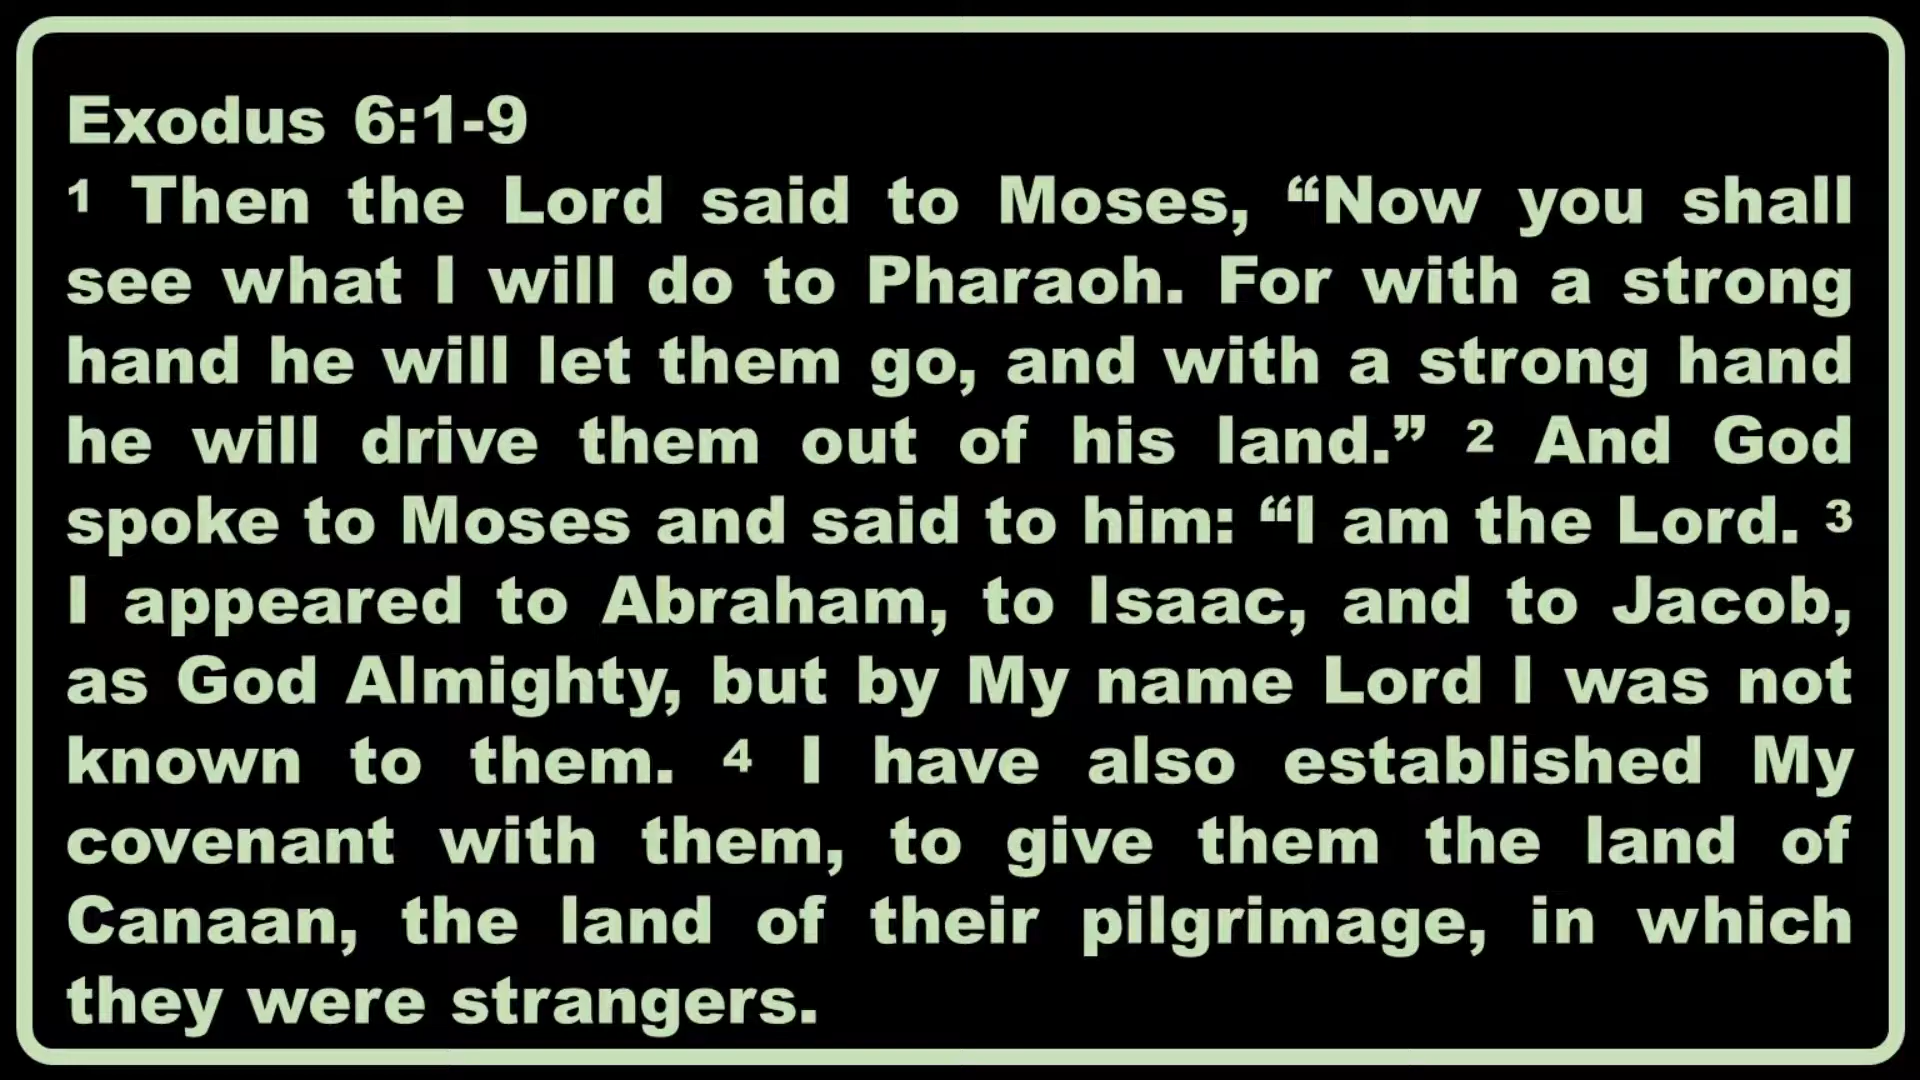 Exodus 6:1-9
1 Then the Lord said to Moses, “Now you shall
see what I will do to Pharaoh. For with a strong
hand he will let them go, and with a strong hand
he will drive them out of his land.” 2 And God
spoke to Moses and said to him: “I am the Lord. 3
I appeared to Abraham, to Isaac, and to Jacob,
as God Almighty, but by My name Lord I was not
known to them. 4 I have also established My
covenant with them, to give them the land of
Canaan, the land of their pilgrimage, in which
they were strangers.